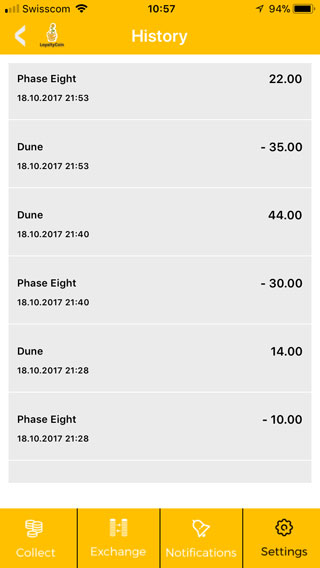 Swisscom 10:57 94%
LoyaltyCoin
History
Phase Eight 22.00
18.10.2017 21:53
Dune - 35.00
18.10.2017 21:53
Dune 44.00
18.10.2017 21:40
Phase Eight - 30.00
18.10.2017 21:40
Dune 14.00
18.10.2017 21:28
Phase Eight - 10.00
18.10.2017 21:28
Collect Exchange Notifications Settings